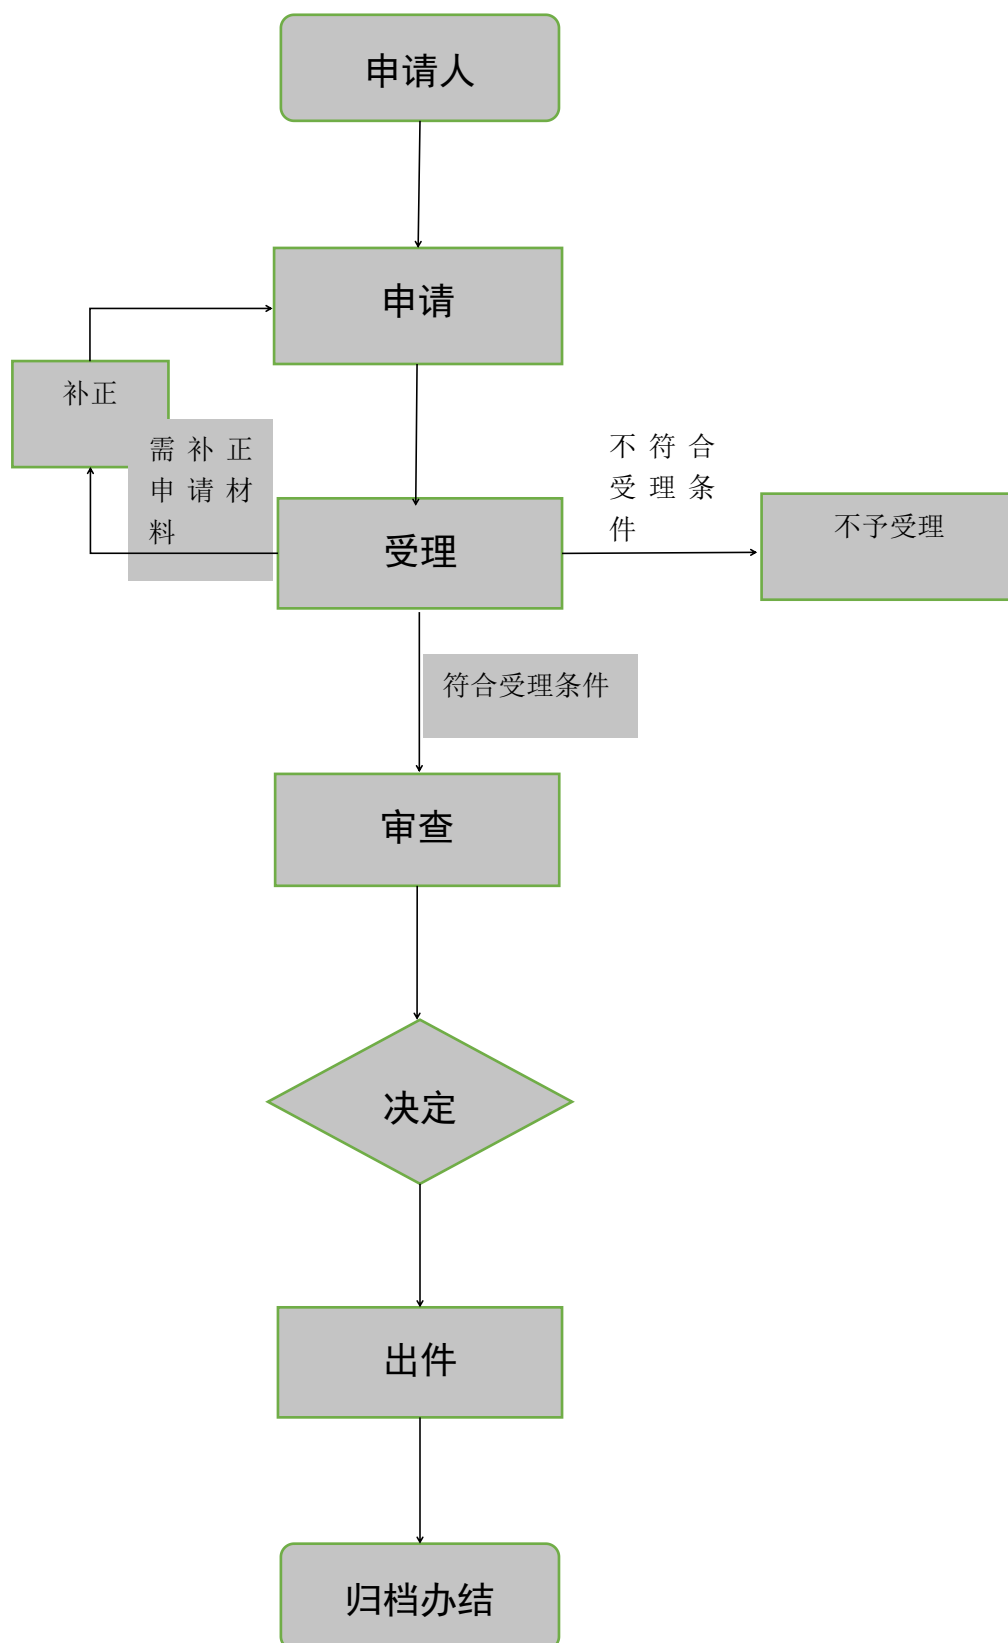 申请人
申请
补正
需补正
申请材
料
不符合
受理条
件
不予受理
受理
符合受理条件
审查
决定
出件
归档办结